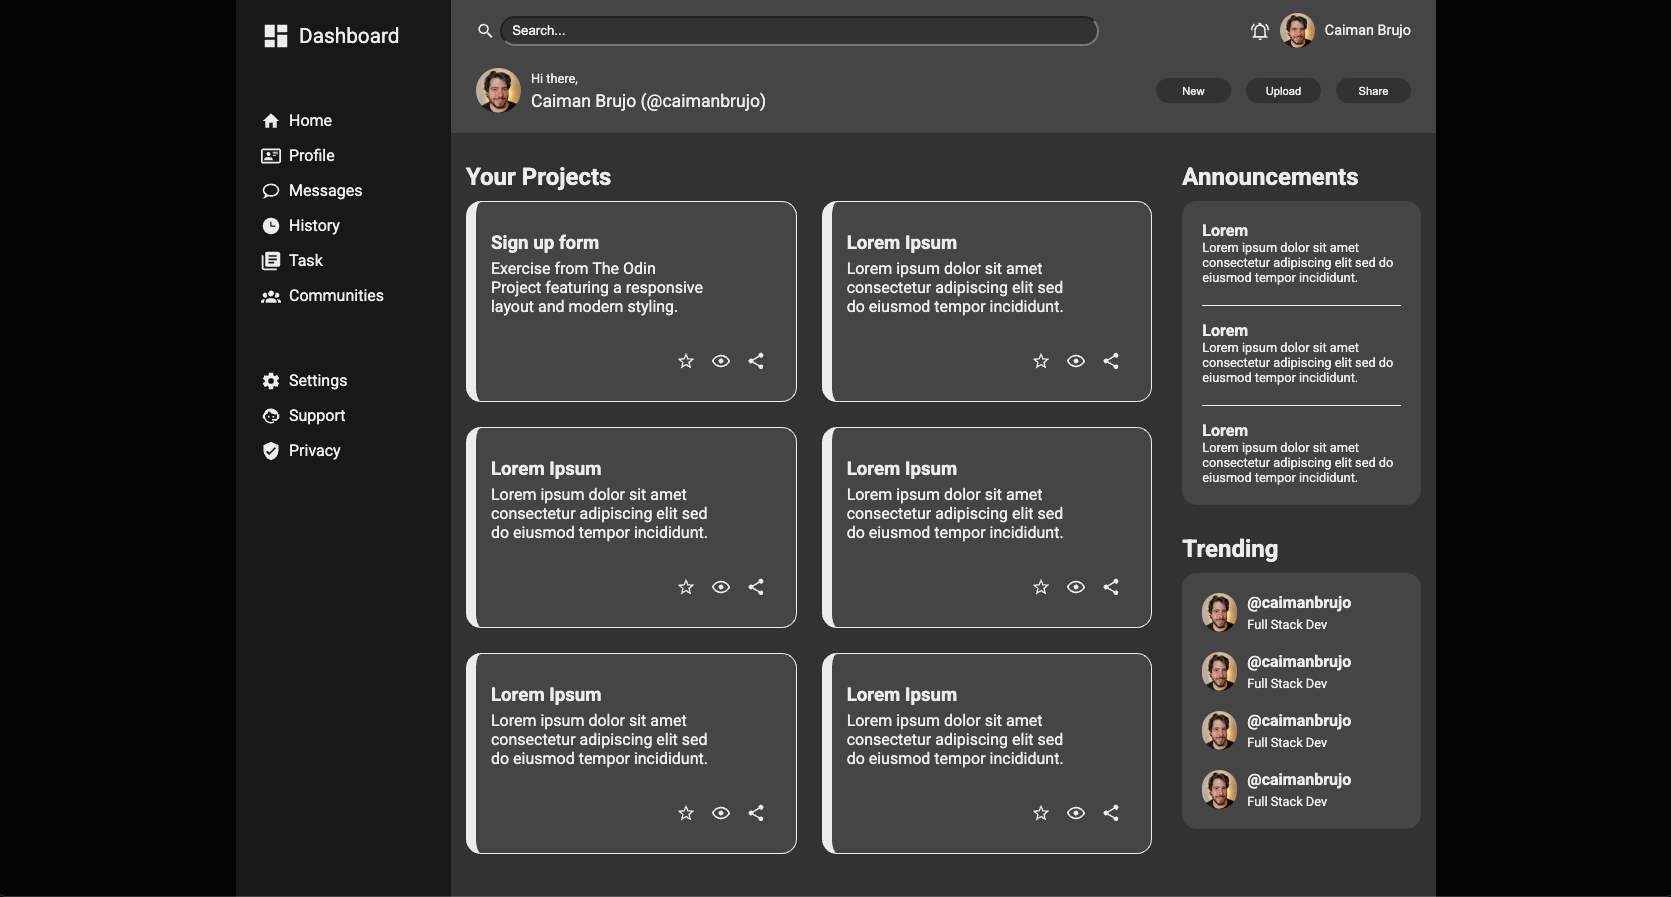 Dashboard
Home
Profile
Messages
History
Task
Communities
Settings
Support
Privacy
Search...
Caiman Brujo
Hi there,
Caiman Brujo (@caimanbrujo)
New
Upload
Share
Your Projects
Sign up form
Exercise from The Odin
Project featuring a responsive
layout and modern styling.
Lorem Ipsum
Lorem ipsum dolor sit amet
consectetur adipiscing elit sed
do eiusmod tempor incididunt.
Lorem Ipsum
Lorem ipsum dolor sit amet
consectetur adipiscing elit sed
do eiusmod tempor incididunt.
Lorem Ipsum
Lorem ipsum dolor sit amet
consectetur adipiscing elit sed
do eiusmod tempor incididunt.
Lorem Ipsum
Lorem ipsum dolor sit amet
consectetur adipiscing elit sed
do eiusmod tempor incididunt.
Lorem Ipsum
Lorem ipsum dolor sit amet
consectetur adipiscing elit sed
do eiusmod tempor incididunt.
Announcements
Lorem
Lorem ipsum dolor sit amet
consectetur adipiscing elit sed do
eiusmod tempor incididunt.
Lorem
Lorem ipsum dolor sit amet
consectetur adipiscing elit sed do
eiusmod tempor incididunt.
Lorem
Lorem ipsum dolor sit amet
consectetur adipiscing elit sed do
eiusmod tempor incididunt.
Trending
@caimanbrujo
Full Stack Dev
@caimanbrujo
Full Stack Dev
@caimanbrujo
Full Stack Dev
@caimanbrujo
Full Stack Dev